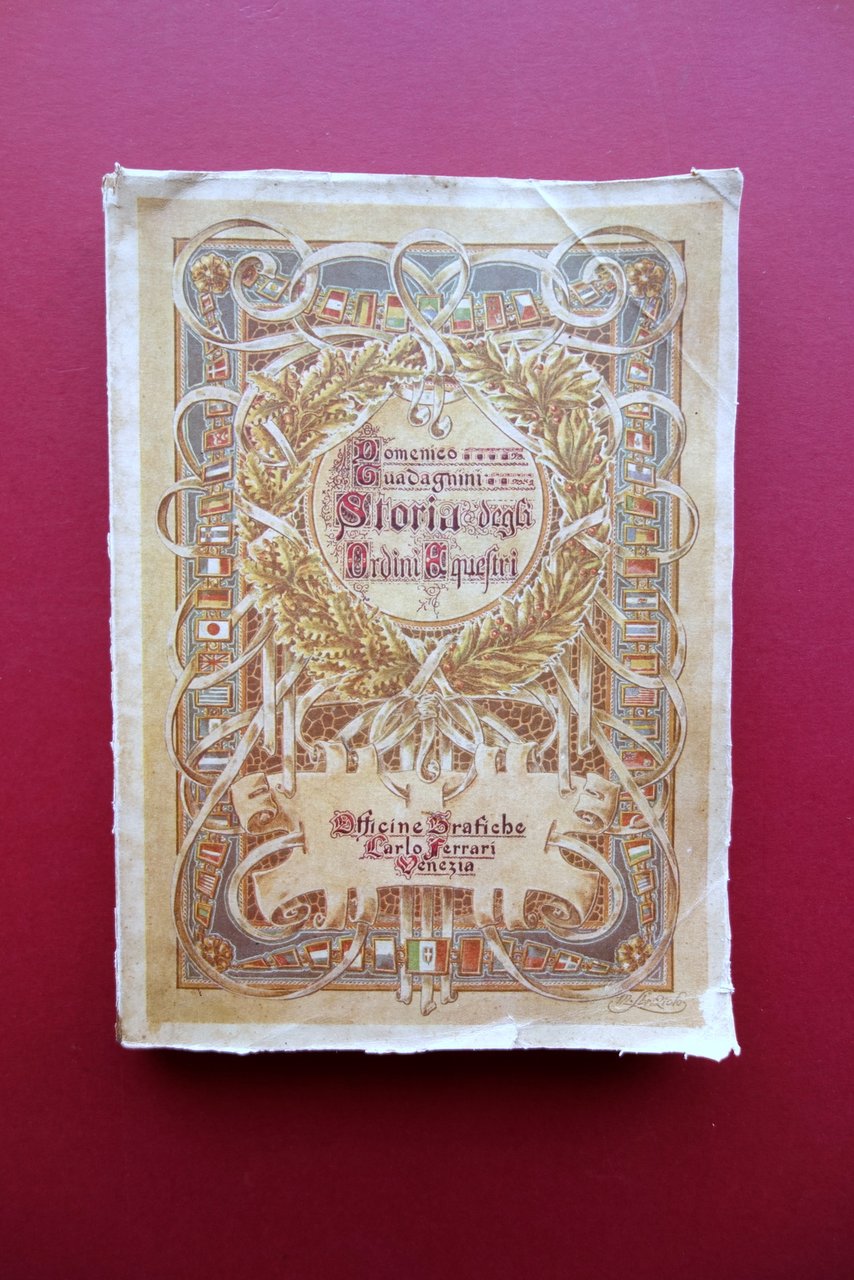 Domenico
Guadagnini
Storia degli
Ordini Equestri
Officine Grafiche
Carlo Ferrari
Venezia